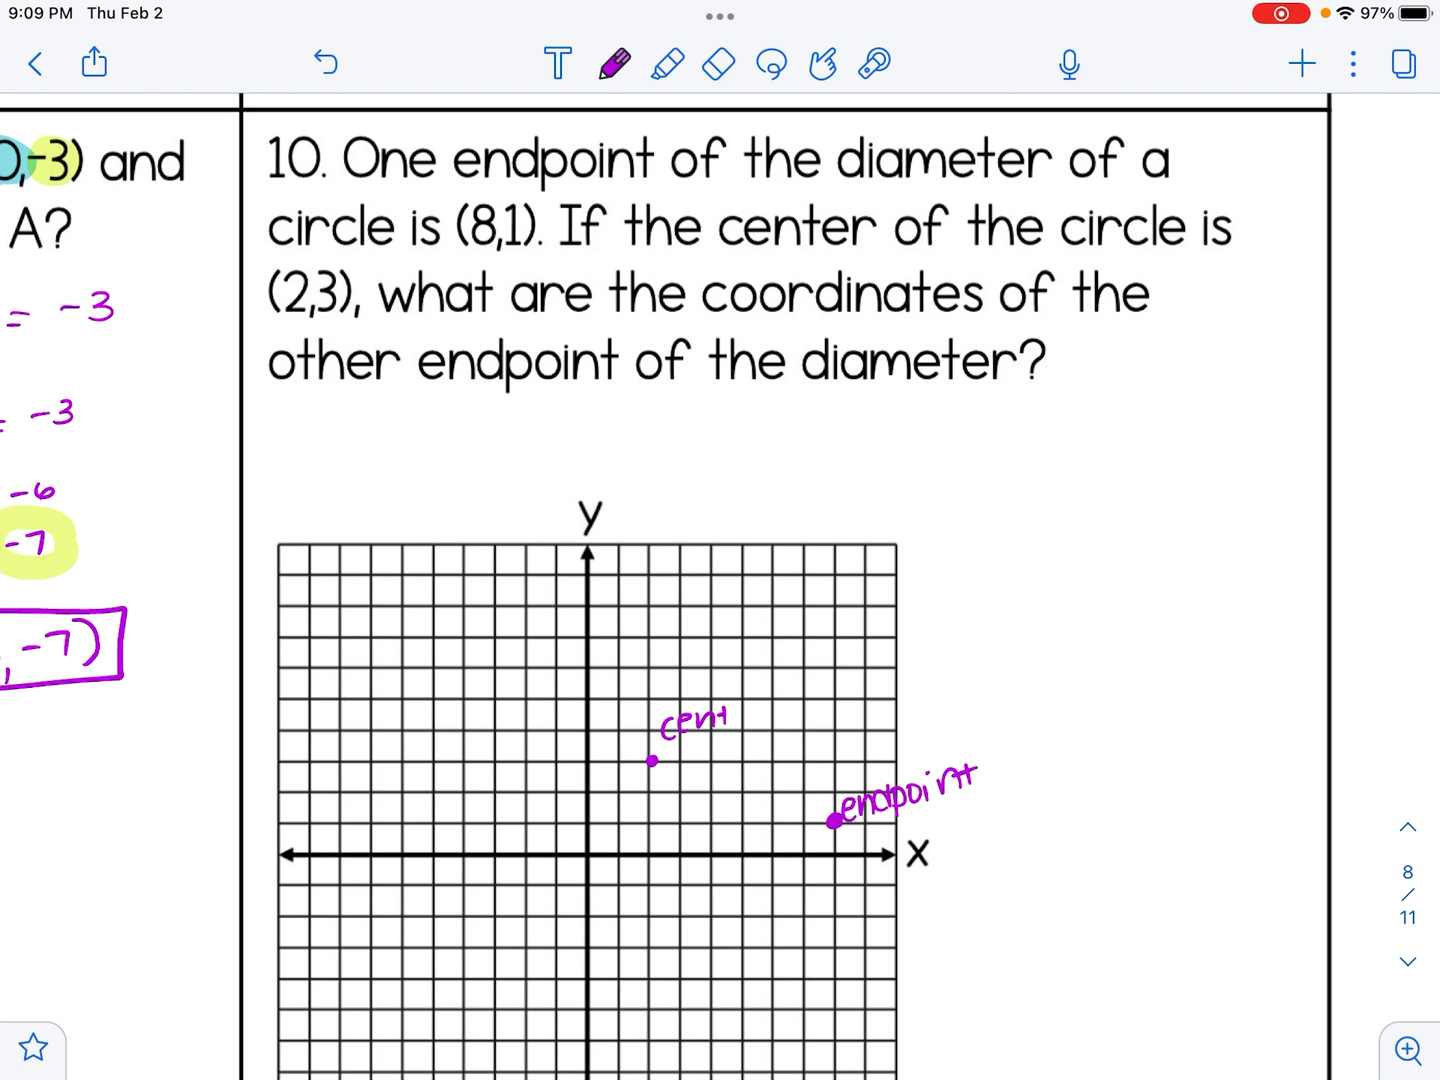 9:09 PM Thu Feb 2
97%
0,-3) and
A?
= -3
= -3
-6
-7
, -7)
10. One endpoint of the diameter of a
circle is (8,1). If the center of the circle is
(2,3), what are the coordinates of the
other endpoint of the diameter?
y
cent
endpoint
x
8
/
11